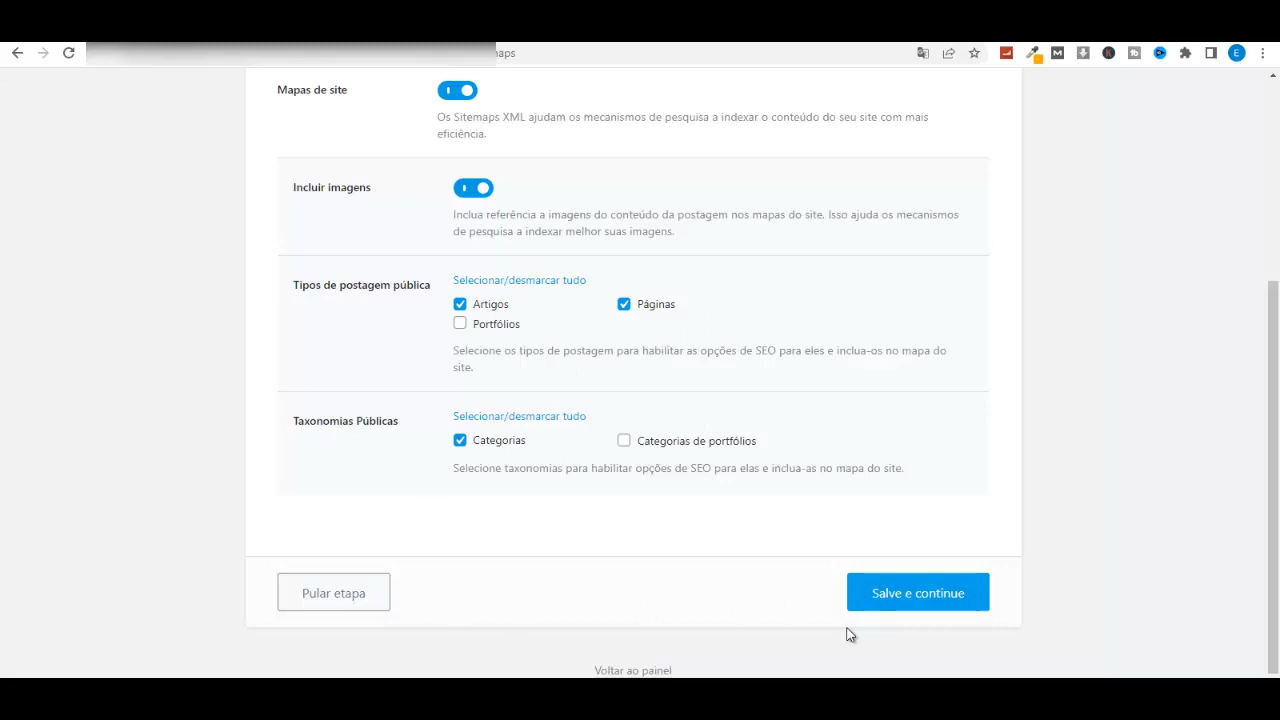 maps
E
Mapas de site
Os Sitemaps XML ajudam os mecanismos de pesquisa a indexar o conteúdo do seu site com mais
eficiência.
Incluir imagens
Inclua referência a imagens do conteúdo da postagem nos mapas do site. Isso ajuda os mecanismos
de pesquisa a indexar melhor suas imagens.
Tipos de postagem pública
Selecionar/desmarcar tudo
Artigos
Páginas
Portfólios
Selecione os tipos de postagem para habilitar as opções de SEO para eles e inclua-os no mapa do
site.
Taxonomias Públicas
Selecionar/desmarcar tudo
Categorias
Categorias de portfólios
Selecione taxonomias para habilitar opções de SEO para elas e inclua-as no mapa do site.
Pular etapa
Salve e continue
Voltar ao painel